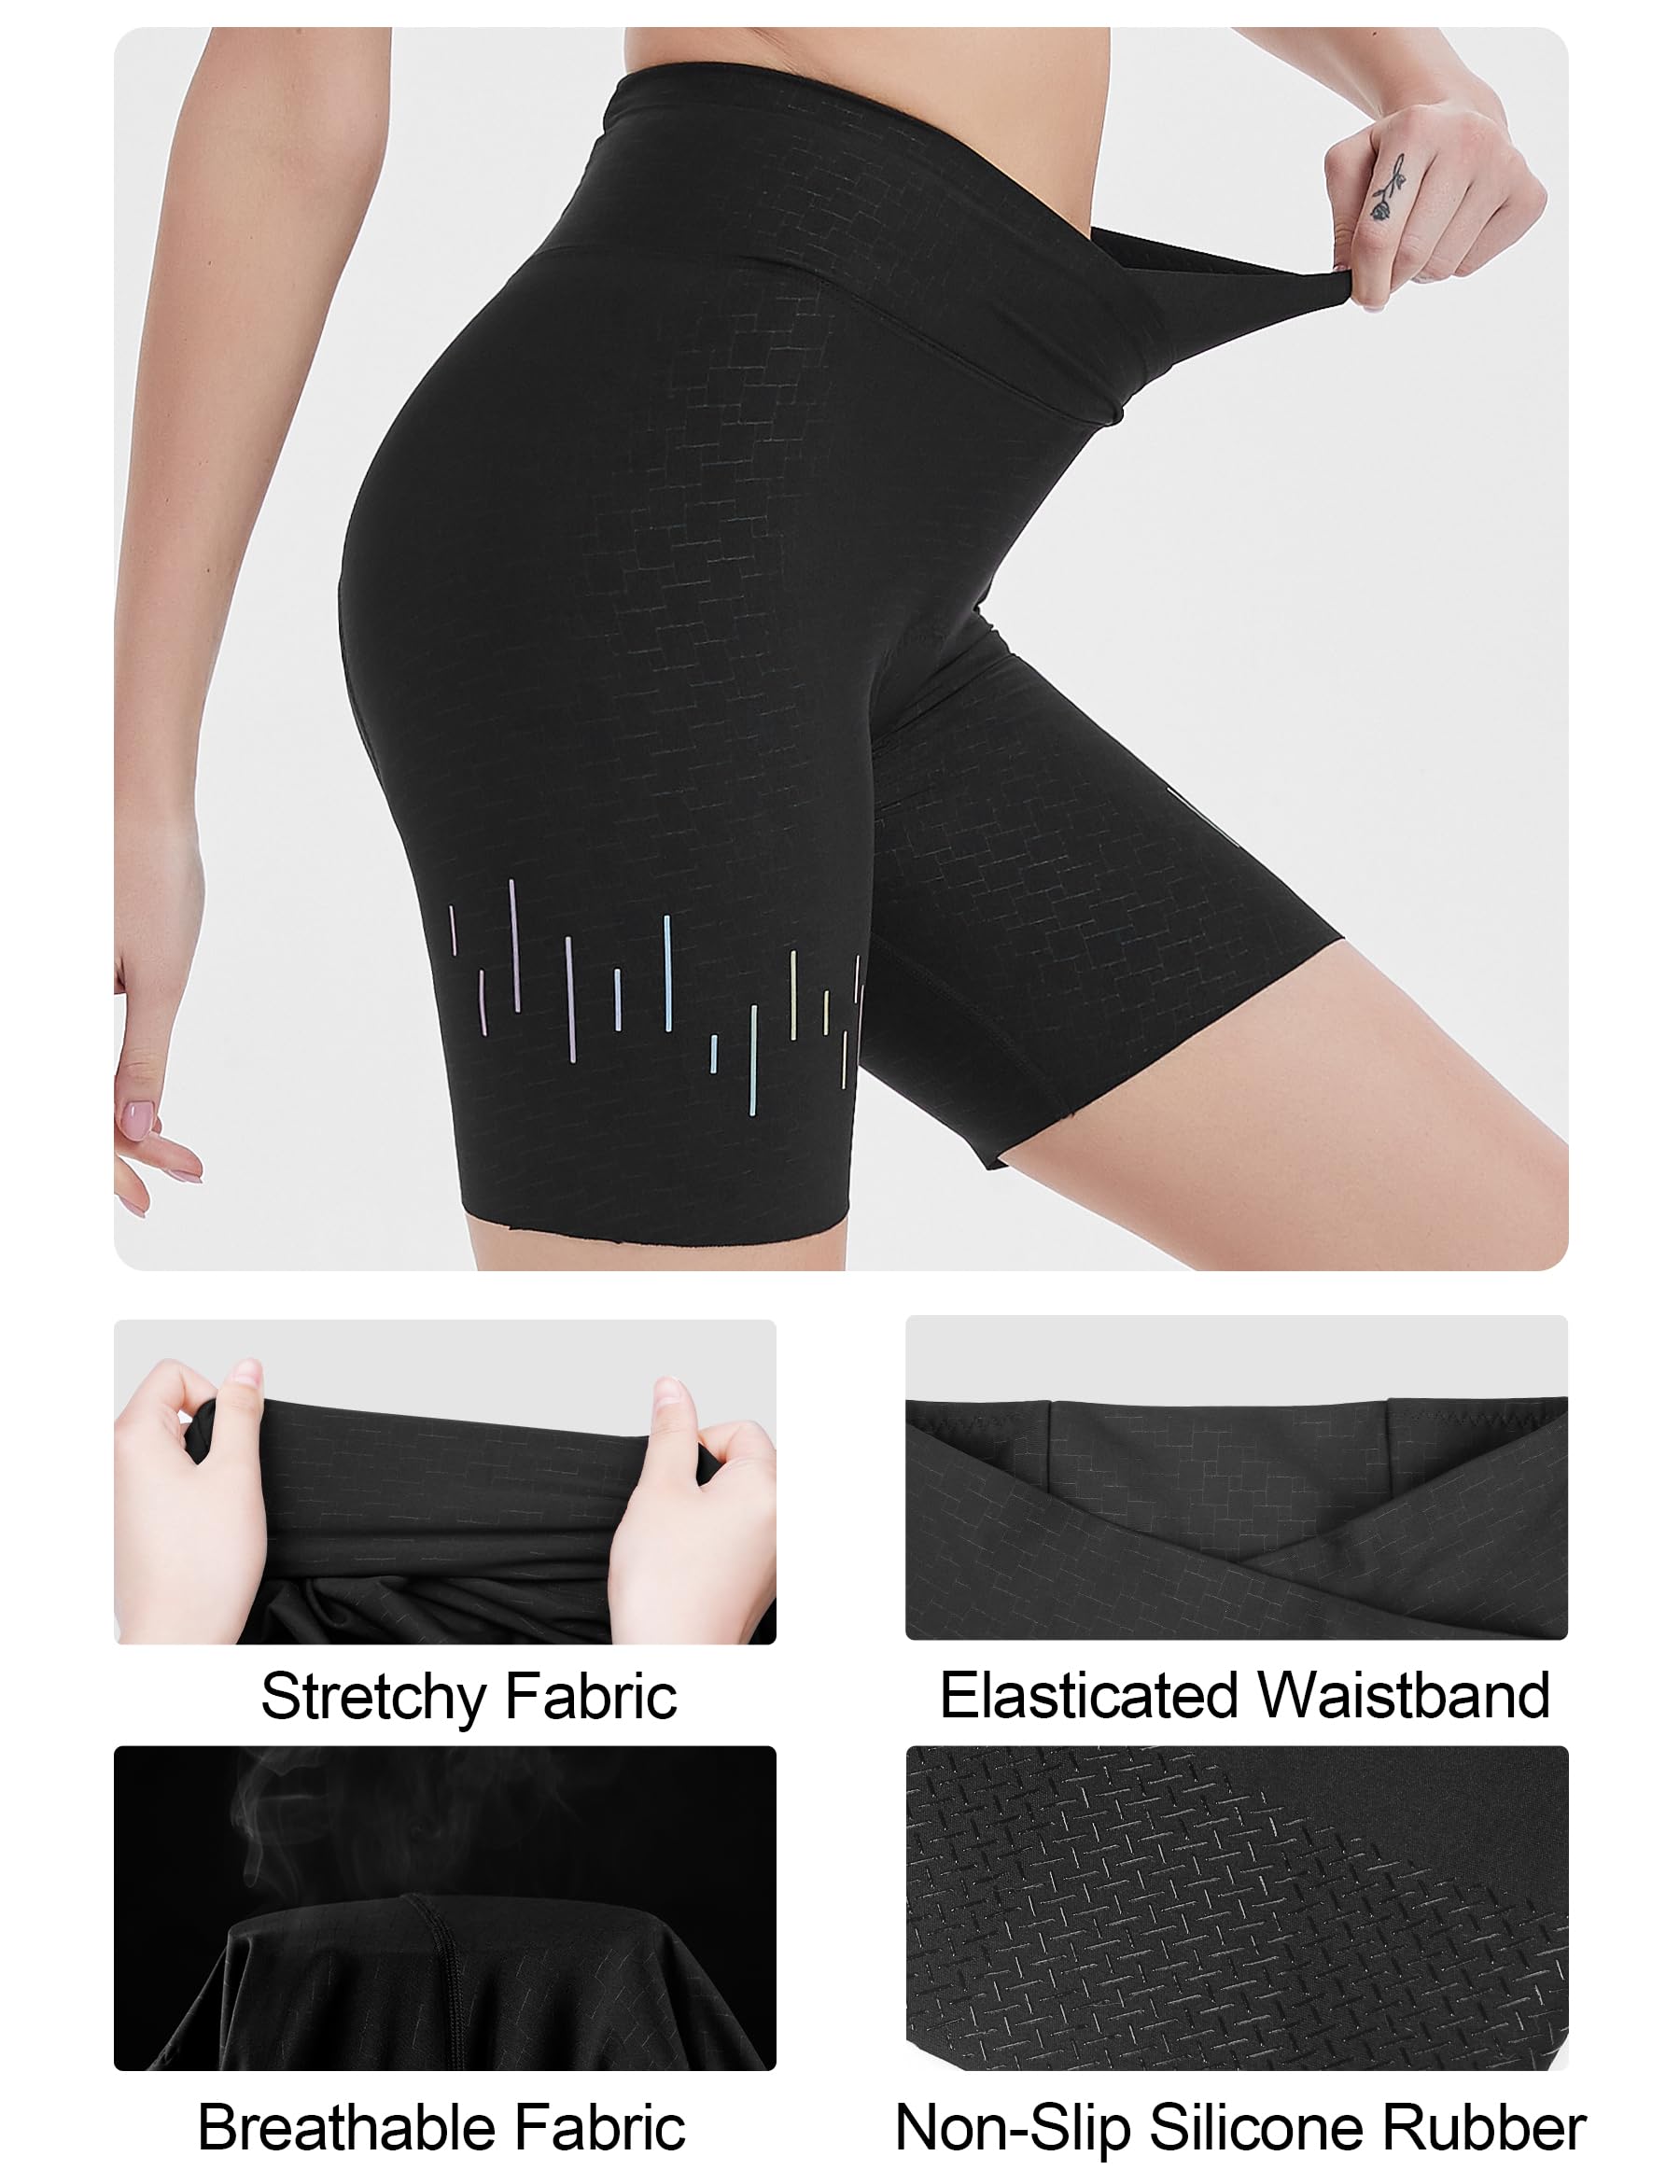 Stretchy Fabric
Elasticated Waistband
Breathable Fabric
Non-Slip Silicone Rubber